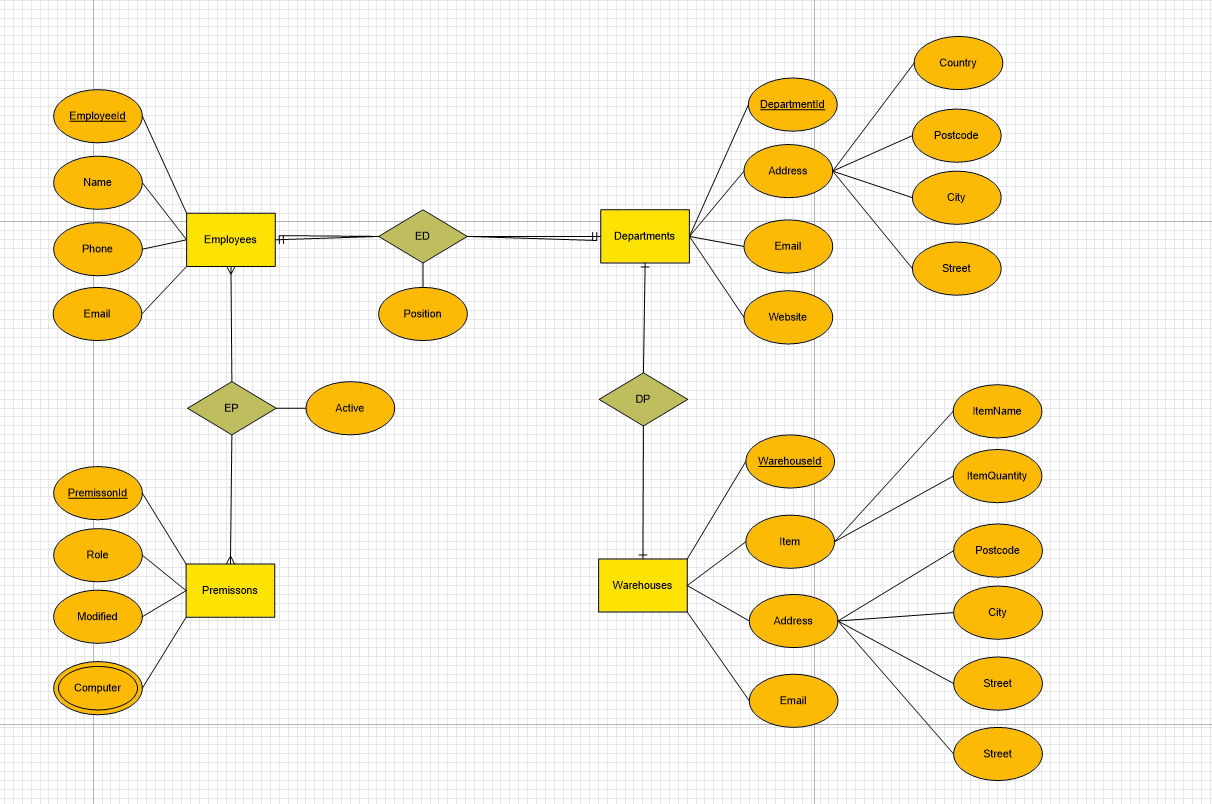 Country
EmployeeId
DepartmentId
Postcode
Name
Address
City
Phone
Employees
ED
Departments
Email
Street
Email
Position
Website
EP
Active
DP
ItemName
PremissonId
WarehouseId
ItemQuantity
Role
Item
Postcode
Premissons
Warehouses
Modified
Address
City
Computer
Email
Street
Street